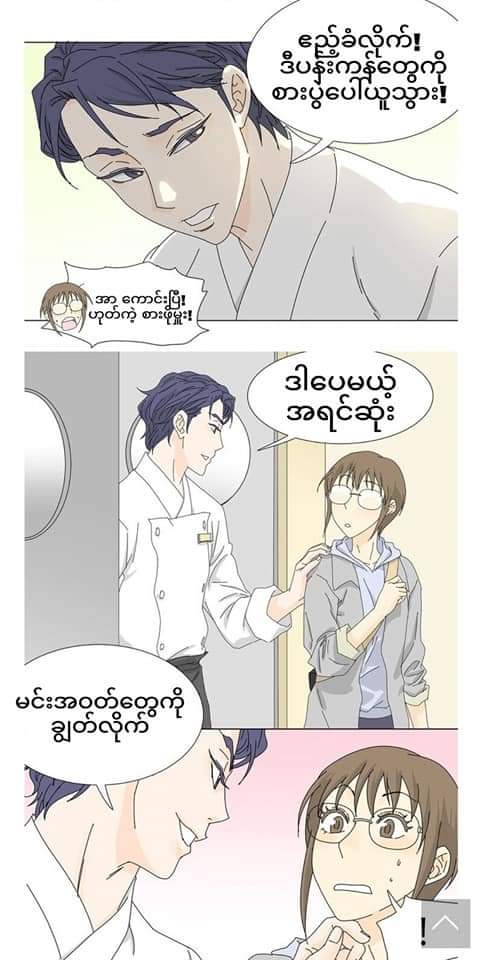 ဧည့်ခံလိုက်!
ဒီပန်းကန်တွေကို
စားပွဲပေါ်ယူသွား!
အာ ကောင်းပြီ!
ဟုတ်ကဲ့ စားဖိုမှူး!
ဒါပေမယ့်
အရင်ဆုံး
မင်းအဝတ်တွေကို
ချွတ်လိုက်
!